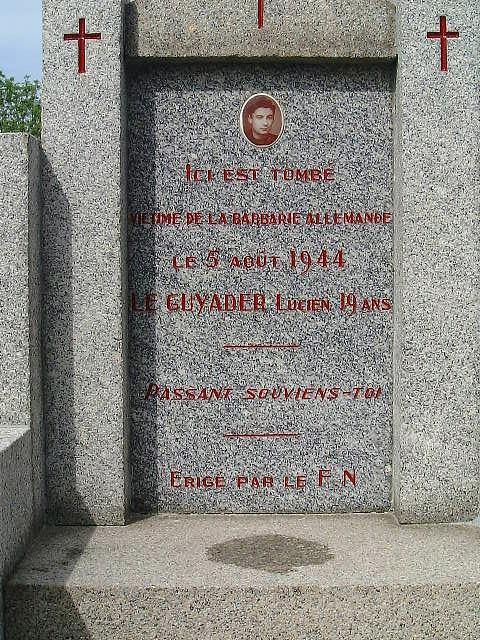 ICI EST TOMBÉ
VICTIME DE LA BARBARIE ALLEMANDE
LE 5 AOÛT 1944
LE GUYADER LUCIEN 19 ANS
PASSANT SOUVIENS-TOI
ERIGÉ PAR LE F N